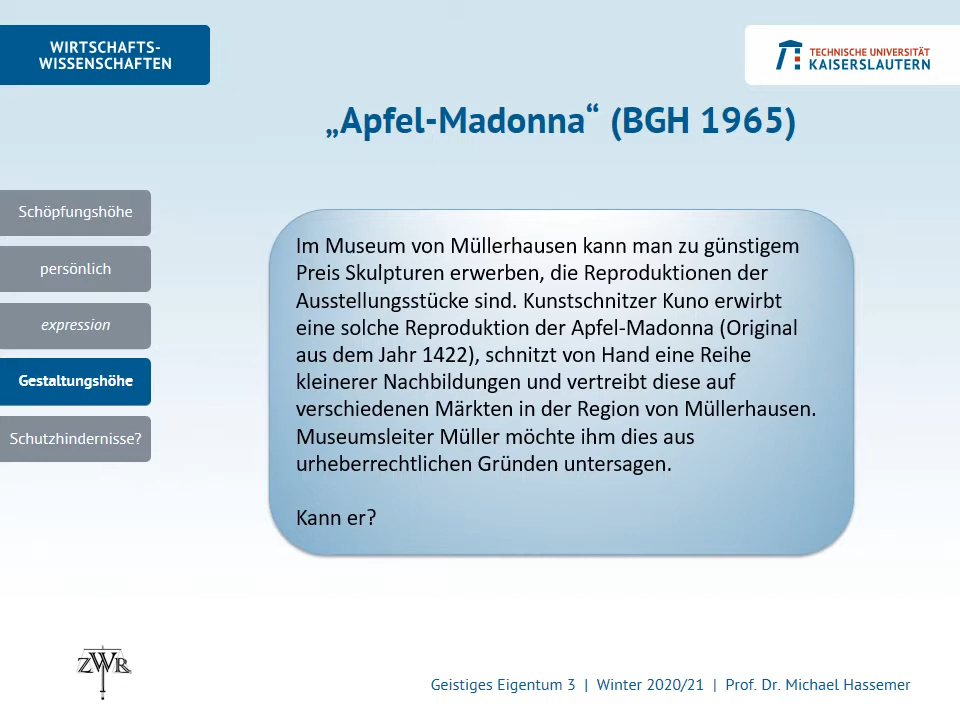 WIRTSCHAFTS-
WISSENSCHAFTEN
TECHNISCHE UNIVERSITÄT
KAISERSLAUTERN
„Apfel-Madonna“ (BGH 1965)
Schöpfungshöhe
persönlich
expression
Gestaltungshöhe
Schutzhindernisse?
Im Museum von Müllerhausen kann man zu günstigem
Preis Skulpturen erwerben, die Reproduktionen der
Ausstellungsstücke sind. Kunstschnitzer Kuno erwirbt
eine solche Reproduktion der Apfel-Madonna (Original
aus dem Jahr 1422), schnitzt von Hand eine Reihe
kleinerer Nachbildungen und vertreibt diese auf
verschiedenen Märkten in der Region von Müllerhausen.
Museumsleiter Müller möchte ihm dies aus
urheberrechtlichen Gründen untersagen.
Kann er?
ZWR
Geistiges Eigentum 3 | Winter 2020/21 | Prof. Dr. Michael Hassemer